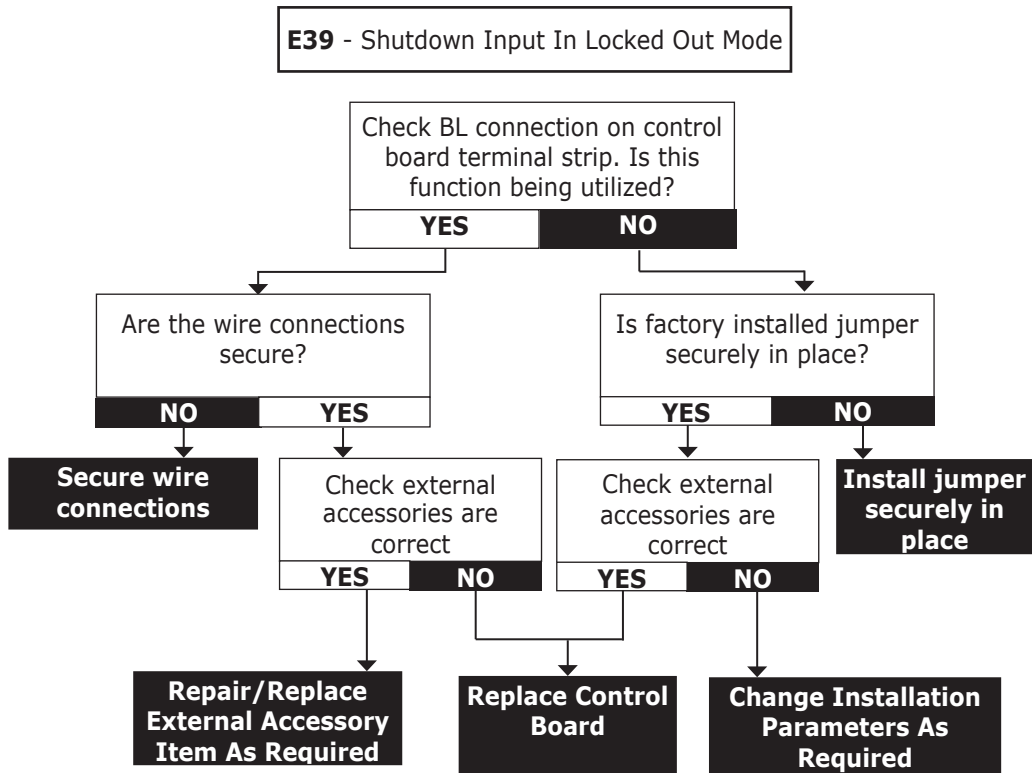 E39 - Shutdown Input In Locked Out Mode
Check BL connection on control
board terminal strip. Is this
function being utilized?
YES
NO
Are the wire connections
secure?
NO
YES
Is factory installed jumper
securely in place?
YES
NO
Secure wire
connections
Check external
accessories are
correct
YES
NO
Check external
accessories are
correct
YES
NO
Install jumper
securely in
place
Repair/Replace
External Accessory
Item As Required
Replace Control
Board
Change Installation
Parameters As
Required